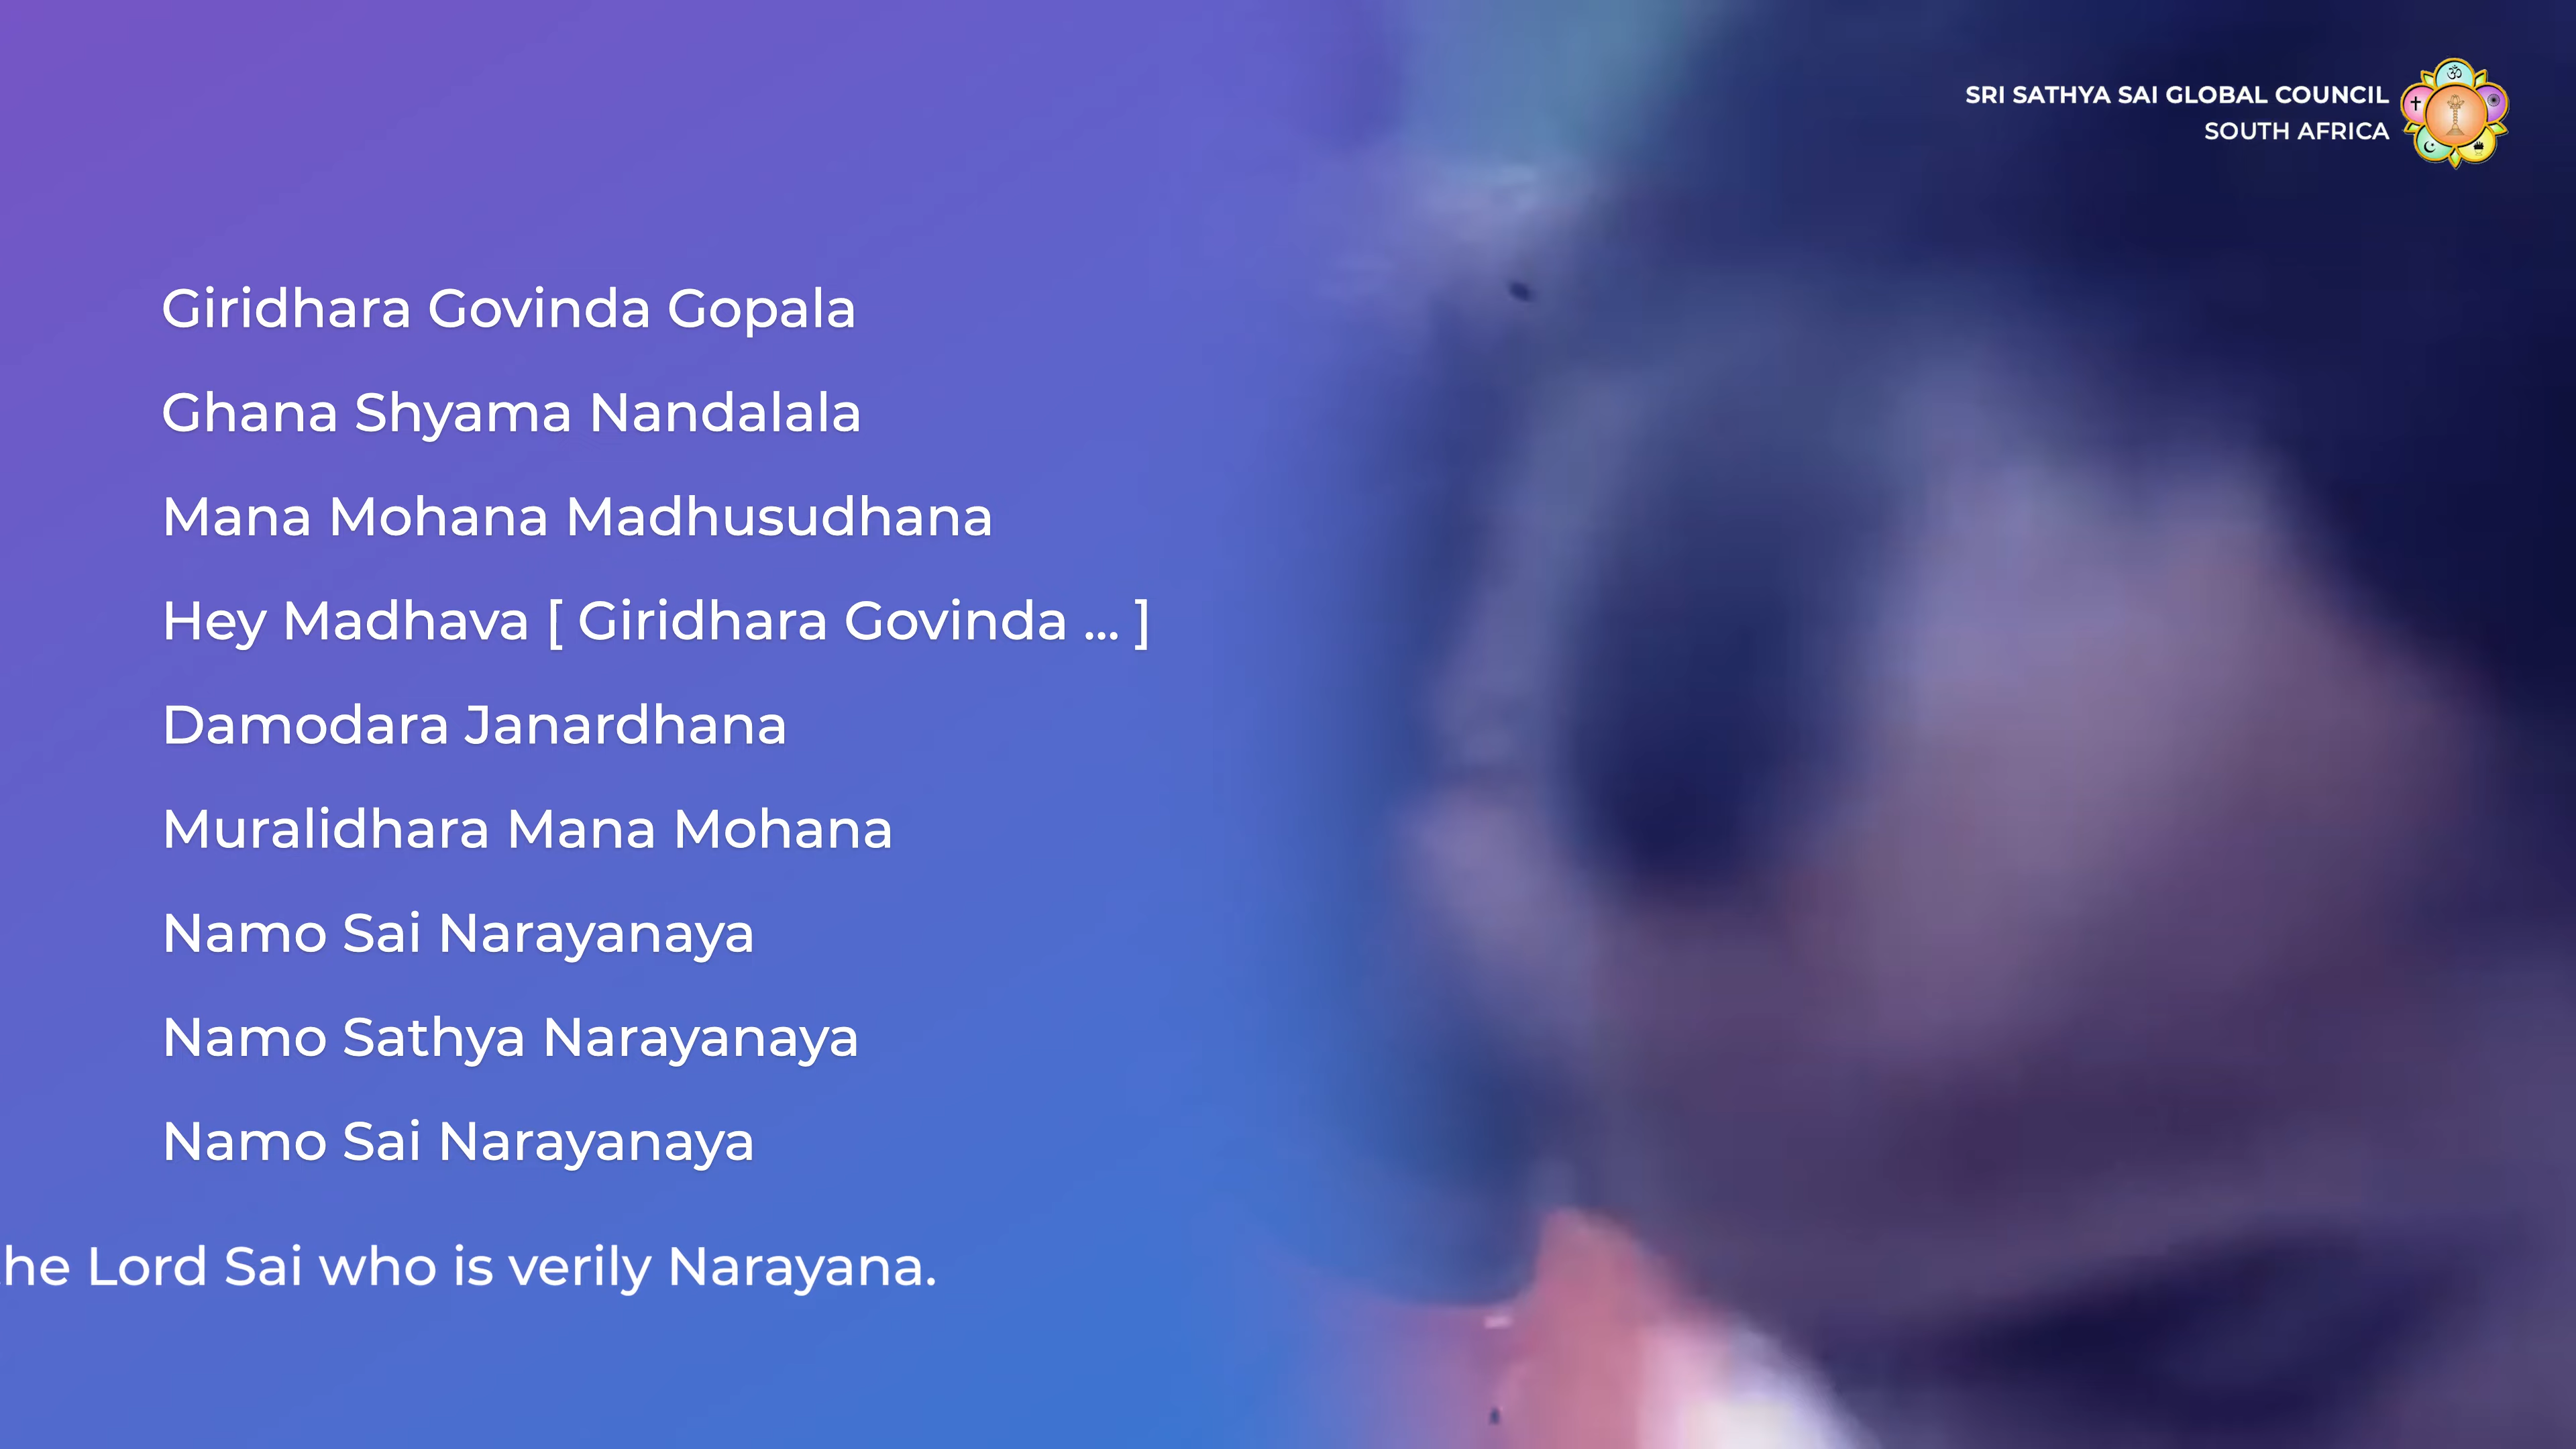 SRI SATHYA SAI GLOBAL COUNCIL
SOUTH AFRICA
Giridhara Govinda Gopala
Ghana Shyama Nandalala
Mana Mohana Madhusudhana
Hey Madhava [ Giridhara Govinda ... ]
Damodara Janardhana
Muralidhara Mana Mohana
Namo Sai Narayanaya
Namo Sathya Narayanaya
Namo Sai Narayanaya
he Lord Sai who is verily Narayana.